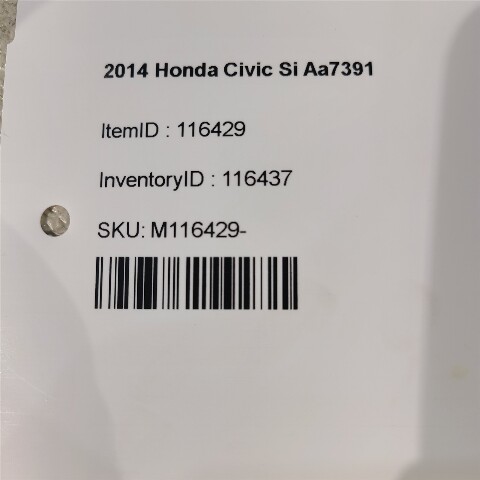 2014 Honda Civic Si Aa7391
ItemID : 116429
InventoryID : 116437
SKU: M116429-